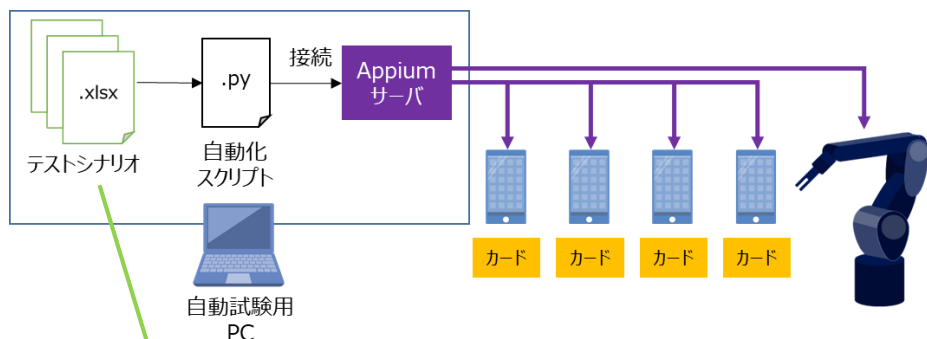 .xlsx
テストシナリオ
.py
自動化
スクリプト
接続
Appium
サーバ
自動試験用
PC
カード
カード
カード
カード